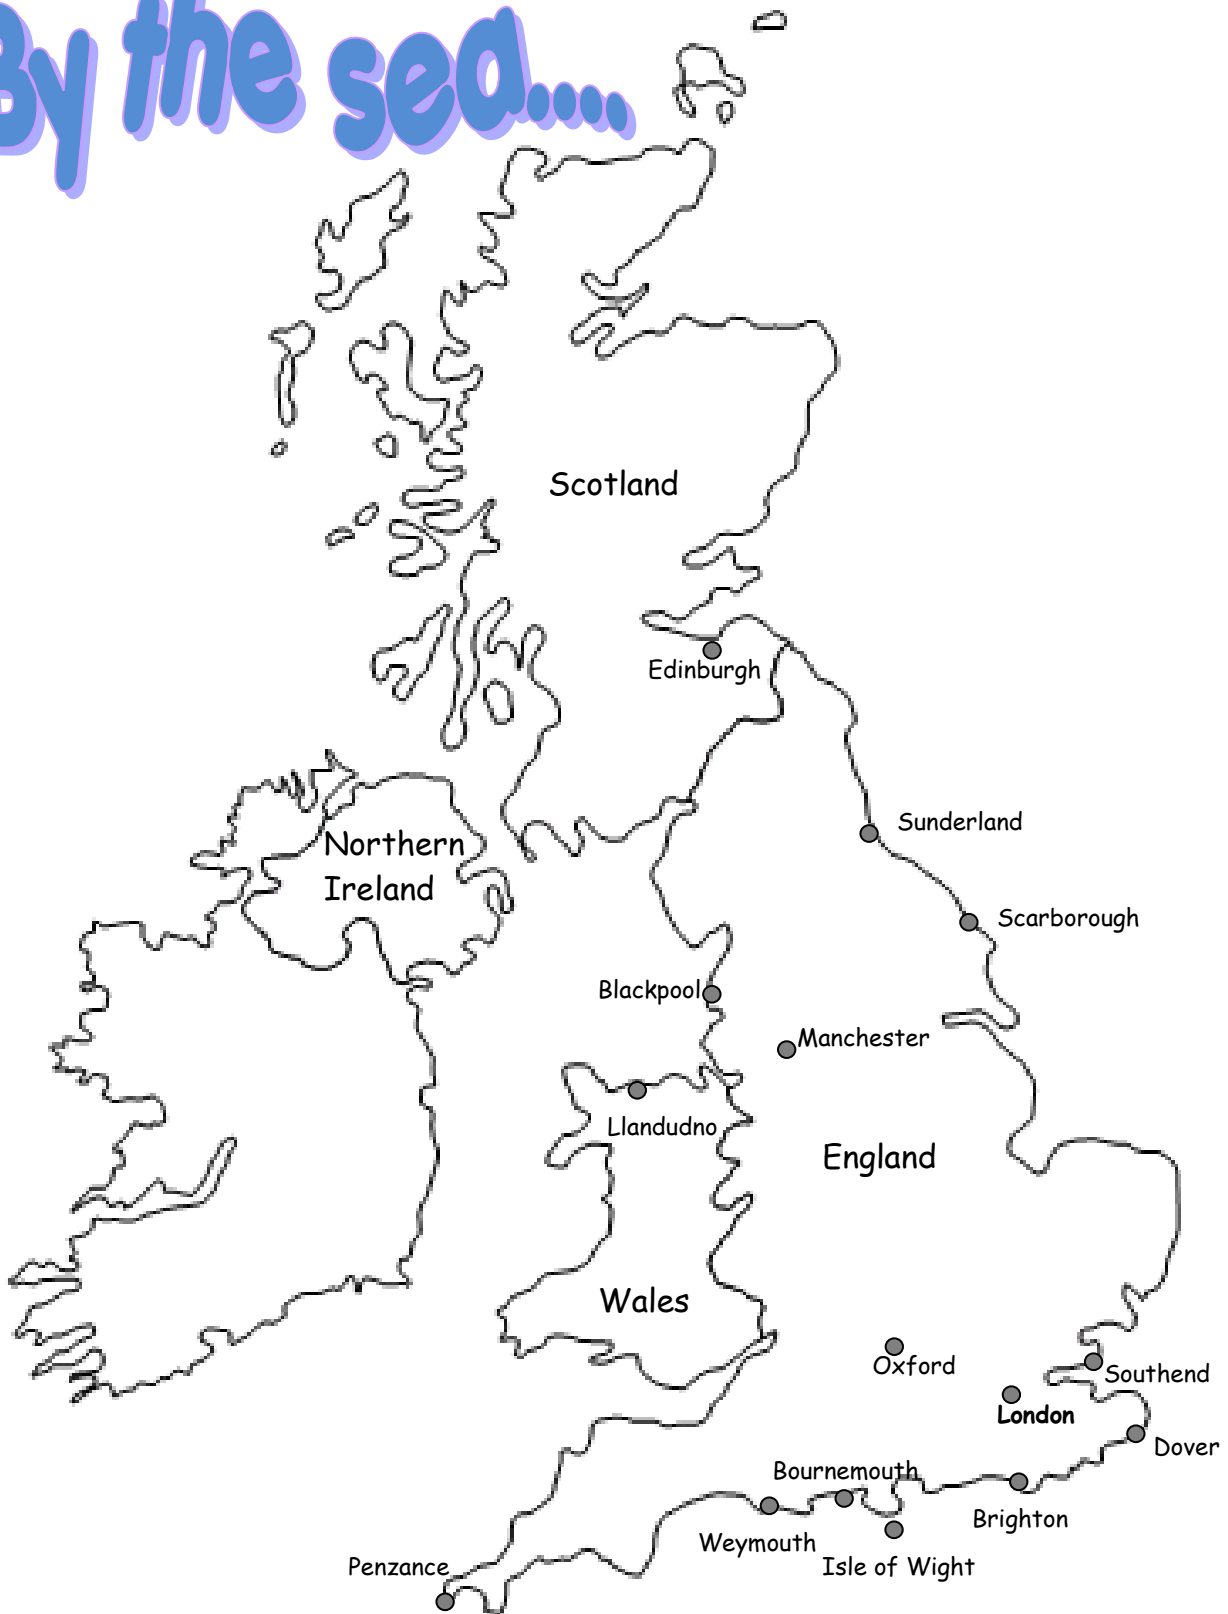 By the sea....
Scotland
Edinburgh
Sunderland
Northern
Ireland
Scarborough
Blackpool
Manchester
Llandudno
England
Wales
Oxford
Southend
London
Dover
Bournemouth
Brighton
Weymouth
Isle of Wight
Penzance